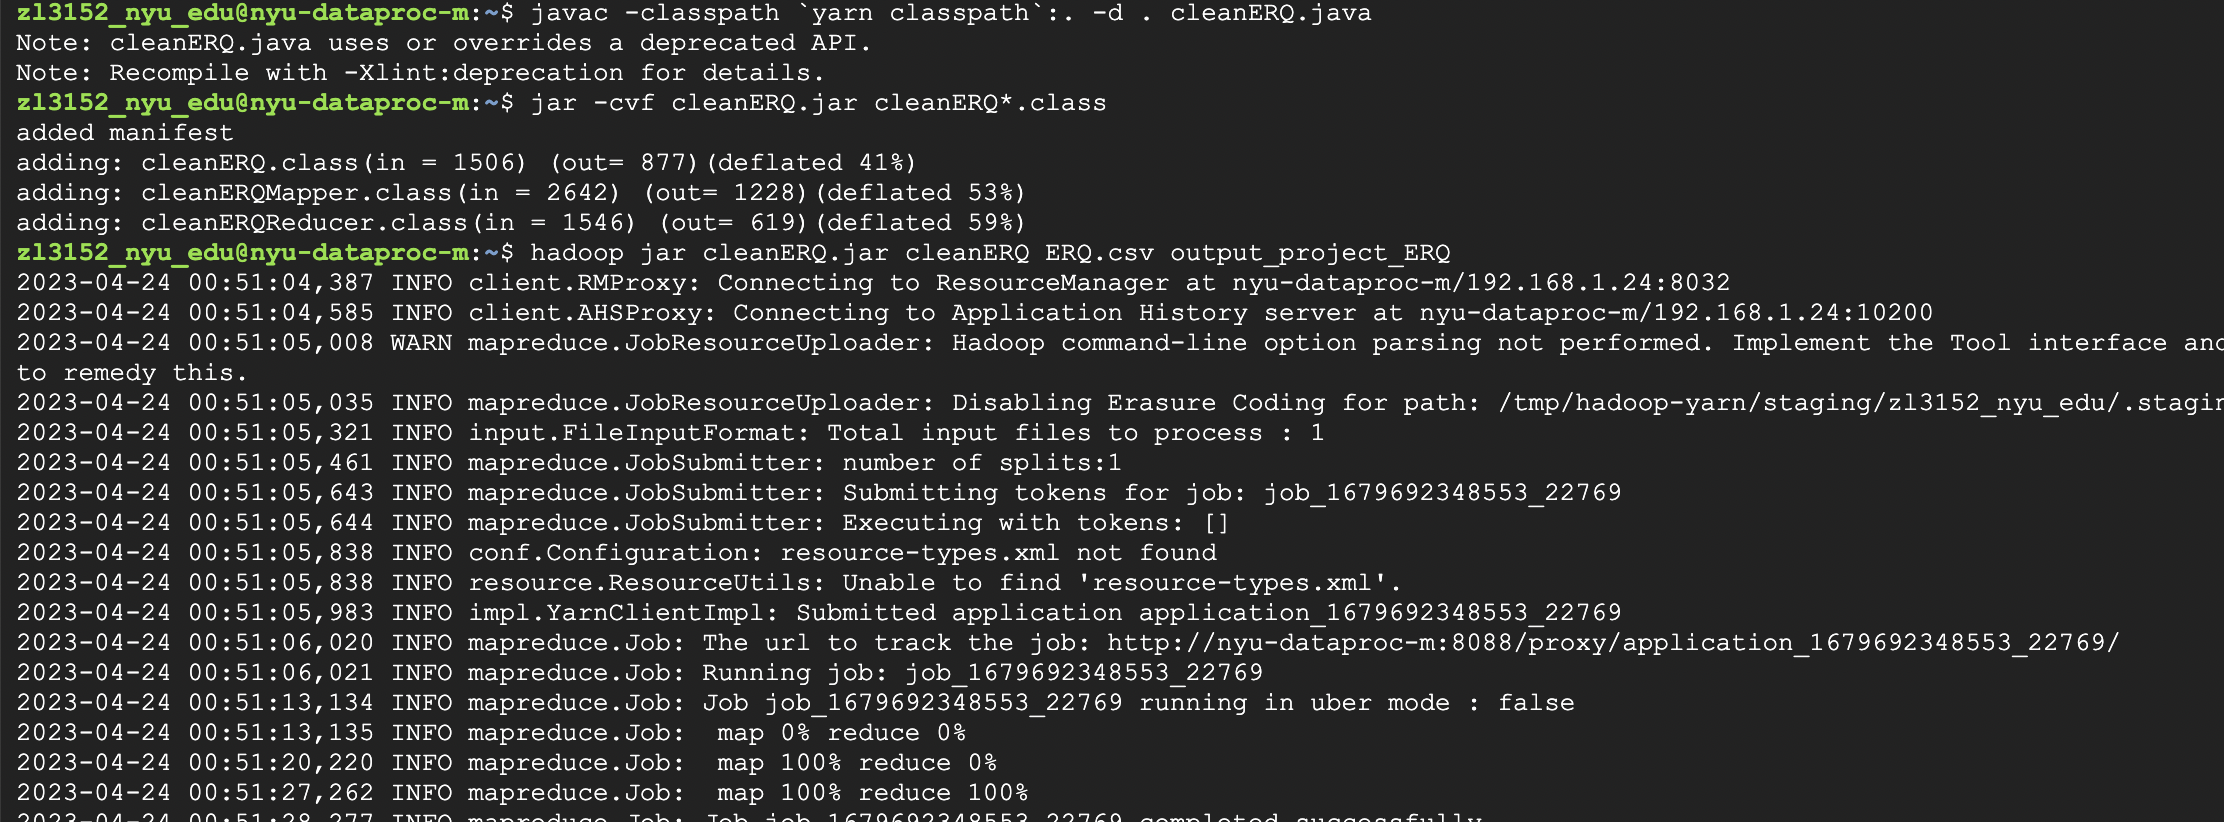 zl3152_nyu_edu@nyu-dataproc-m:~$ javac -classpath `yarn classpath`:. -d . cleanERQ.java
Note: cleanERQ.java uses or overrides a deprecated API.
Note: Recompile with -Xlint:deprecation for details.
zl3152_nyu_edu@nyu-dataproc-m:~$ jar -cvf cleanERQ.jar cleanERQ*.class
added manifest
adding: cleanERQ.class(in = 1506) (out= 877)(deflated 41%)
adding: cleanERQMapper.class(in = 2642) (out= 1228)(deflated 53%)
adding: cleanERQReducer.class(in = 1546) (out= 619)(deflated 59%)
zl3152_nyu_edu@nyu-dataproc-m:~$ hadoop jar cleanERQ.jar cleanERQ ERQ.csv output_project_ERQ
2023-04-24 00:51:04,387 INFO client.RMProxy: Connecting to ResourceManager at nyu-dataproc-m/192.168.1.24:8032
2023-04-24 00:51:04,585 INFO client.AHSProxy: Connecting to Application History server at nyu-dataproc-m/192.168.1.24:10200
2023-04-24 00:51:05,008 WARN mapreduce.JobResourceUploader: Hadoop command-line option parsing not performed. Implement the Tool interface and
to remedy this.
2023-04-24 00:51:05,035 INFO mapreduce.JobResourceUploader: Disabling Erasure Coding for path: /tmp/hadoop-yarn/staging/zl3152_nyu_edu/.stagin
2023-04-24 00:51:05,321 INFO input.FileInputFormat: Total input files to process : 1
2023-04-24 00:51:05,461 INFO mapreduce.JobSubmitter: number of splits:1
2023-04-24 00:51:05,643 INFO mapreduce.JobSubmitter: Submitting tokens for job: job_1679692348553_22769
2023-04-24 00:51:05,644 INFO mapreduce.JobSubmitter: Executing with tokens: []
2023-04-24 00:51:05,838 INFO conf.Configuration: resource-types.xml not found
2023-04-24 00:51:05,838 INFO resource.ResourceUtils: Unable to find 'resource-types.xml'.
2023-04-24 00:51:05,983 INFO impl.YarnClientImpl: Submitted application application_1679692348553_22769
2023-04-24 00:51:06,020 INFO mapreduce.Job: The url to track the job: http://nyu-dataproc-m:8088/proxy/application_1679692348553_22769/
2023-04-24 00:51:06,021 INFO mapreduce.Job: Running job: job_1679692348553_22769
2023-04-24 00:51:13,134 INFO mapreduce.Job: Job job_1679692348553_22769 running in uber mode : false
2023-04-24 00:51:13,135 INFO mapreduce.Job:  map 0% reduce 0%
2023-04-24 00:51:20,220 INFO mapreduce.Job:  map 100% reduce 0%
2023-04-24 00:51:27,262 INFO mapreduce.Job:  map 100% reduce 100%
2023-04-24 00:51:28,277 INFO mapreduce.Job: Job job_1679692348553_22769 completed successfully